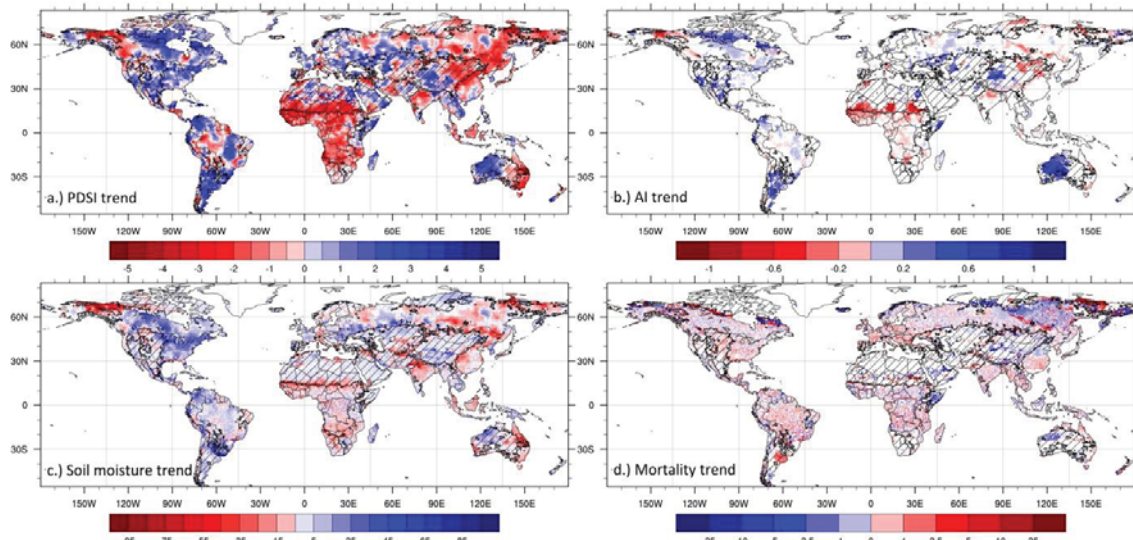 60N
30N
0
30S
a.) PDSI trend
150W 120W 90W 60W 30W 0 30E 60E 90E 120E 150E
-5 -4 -3 -2 -1 0 1 2 3 4 5
60N
30N
0
30S
b.) AI trend
150W 120W 90W 60W 30W 0 30E 60E 90E 120E 150E
-1 -0.6 -0.2 0.2 0.6 1
60N
30N
0
30S
c.) Soil moisture trend
150W 120W 90W 60W 30W 0 30E 60E 90E 120E 150E
60N
30N
0
30S
d.) Mortality trend
150W 120W 90W 60W 30W 0 30E 60E 90E 120E 150E